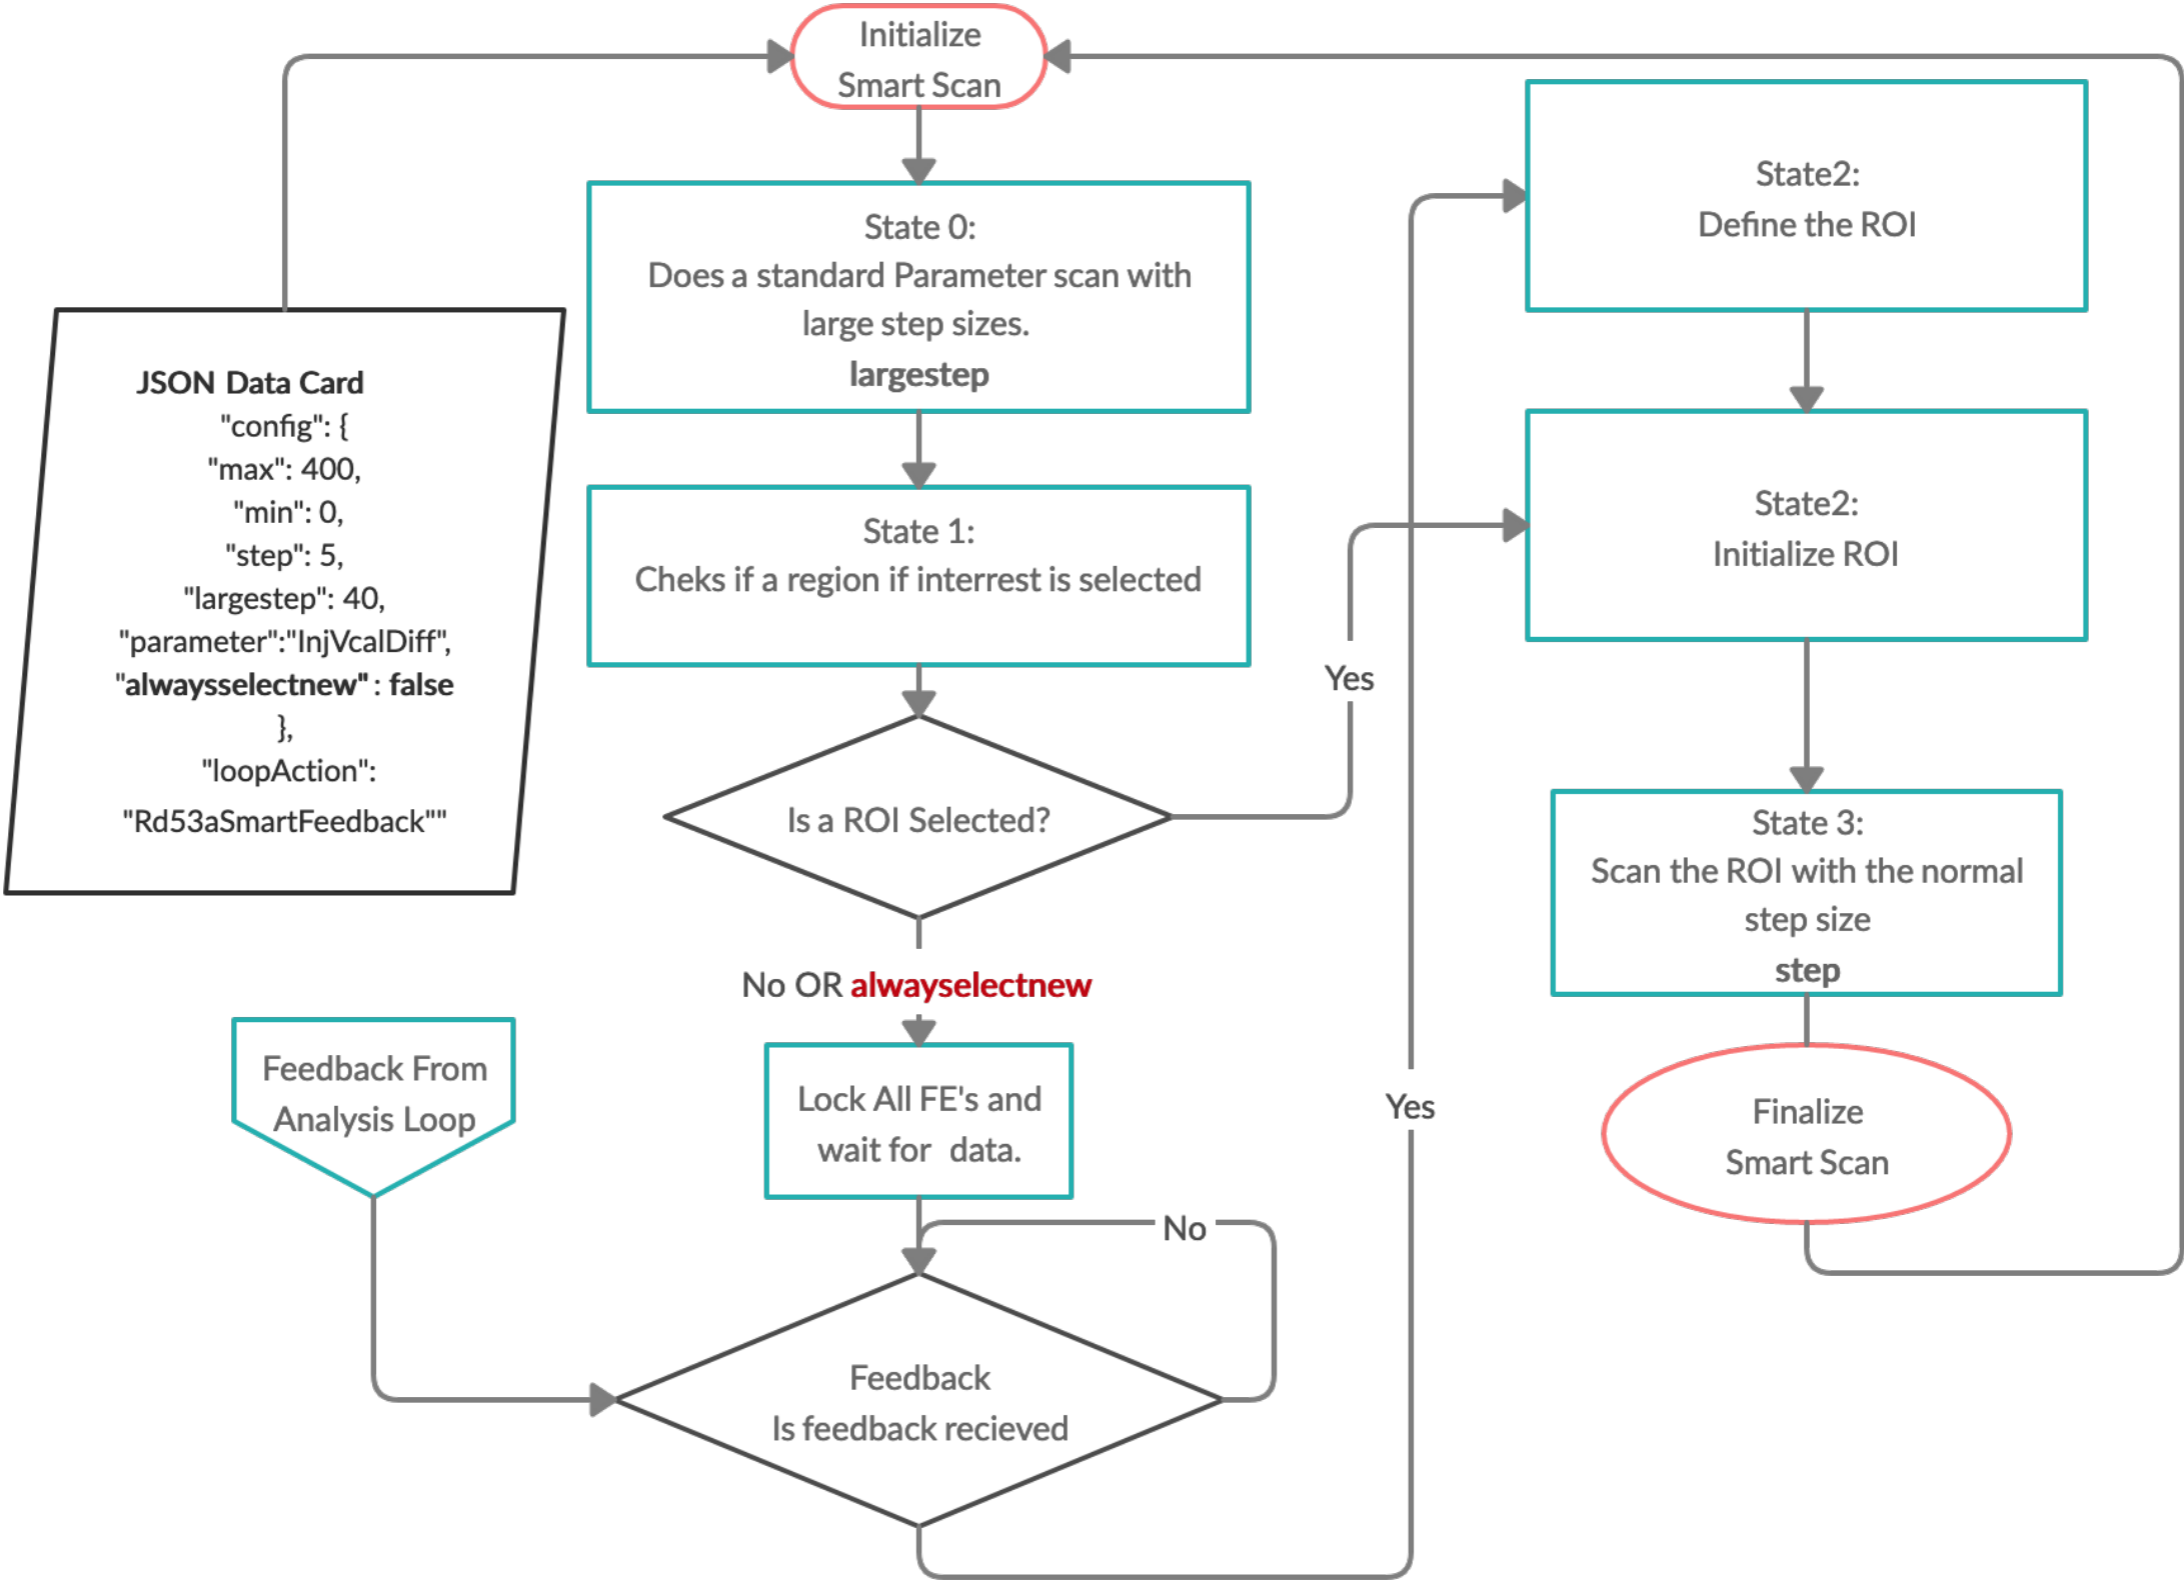 Initialize
Smart Scan
State 0:
Does a standard Parameter scan with
large step sizes.
largestep
State 1:
Cheks if a region if interrest is selected
Is a ROI Selected?
No OR alwayselectnew
Lock All FE's and
wait for data.
No
Feedback
Is feedback recieved
JSON Data Card
"config": {
"max": 400,
"min": 0,
"step": 5,
"largestep": 40,
"parameter":"InjVcalDiff",
"alwaysselectnew" : false
},
"loopAction":
"Rd53aSmartFeedback""
Feedback From
Analysis Loop
Yes
Yes
State2:
Define the ROI
State2:
Initialize ROI
State 3:
Scan the ROI with the normal
step size
step
Finalize
Smart Scan